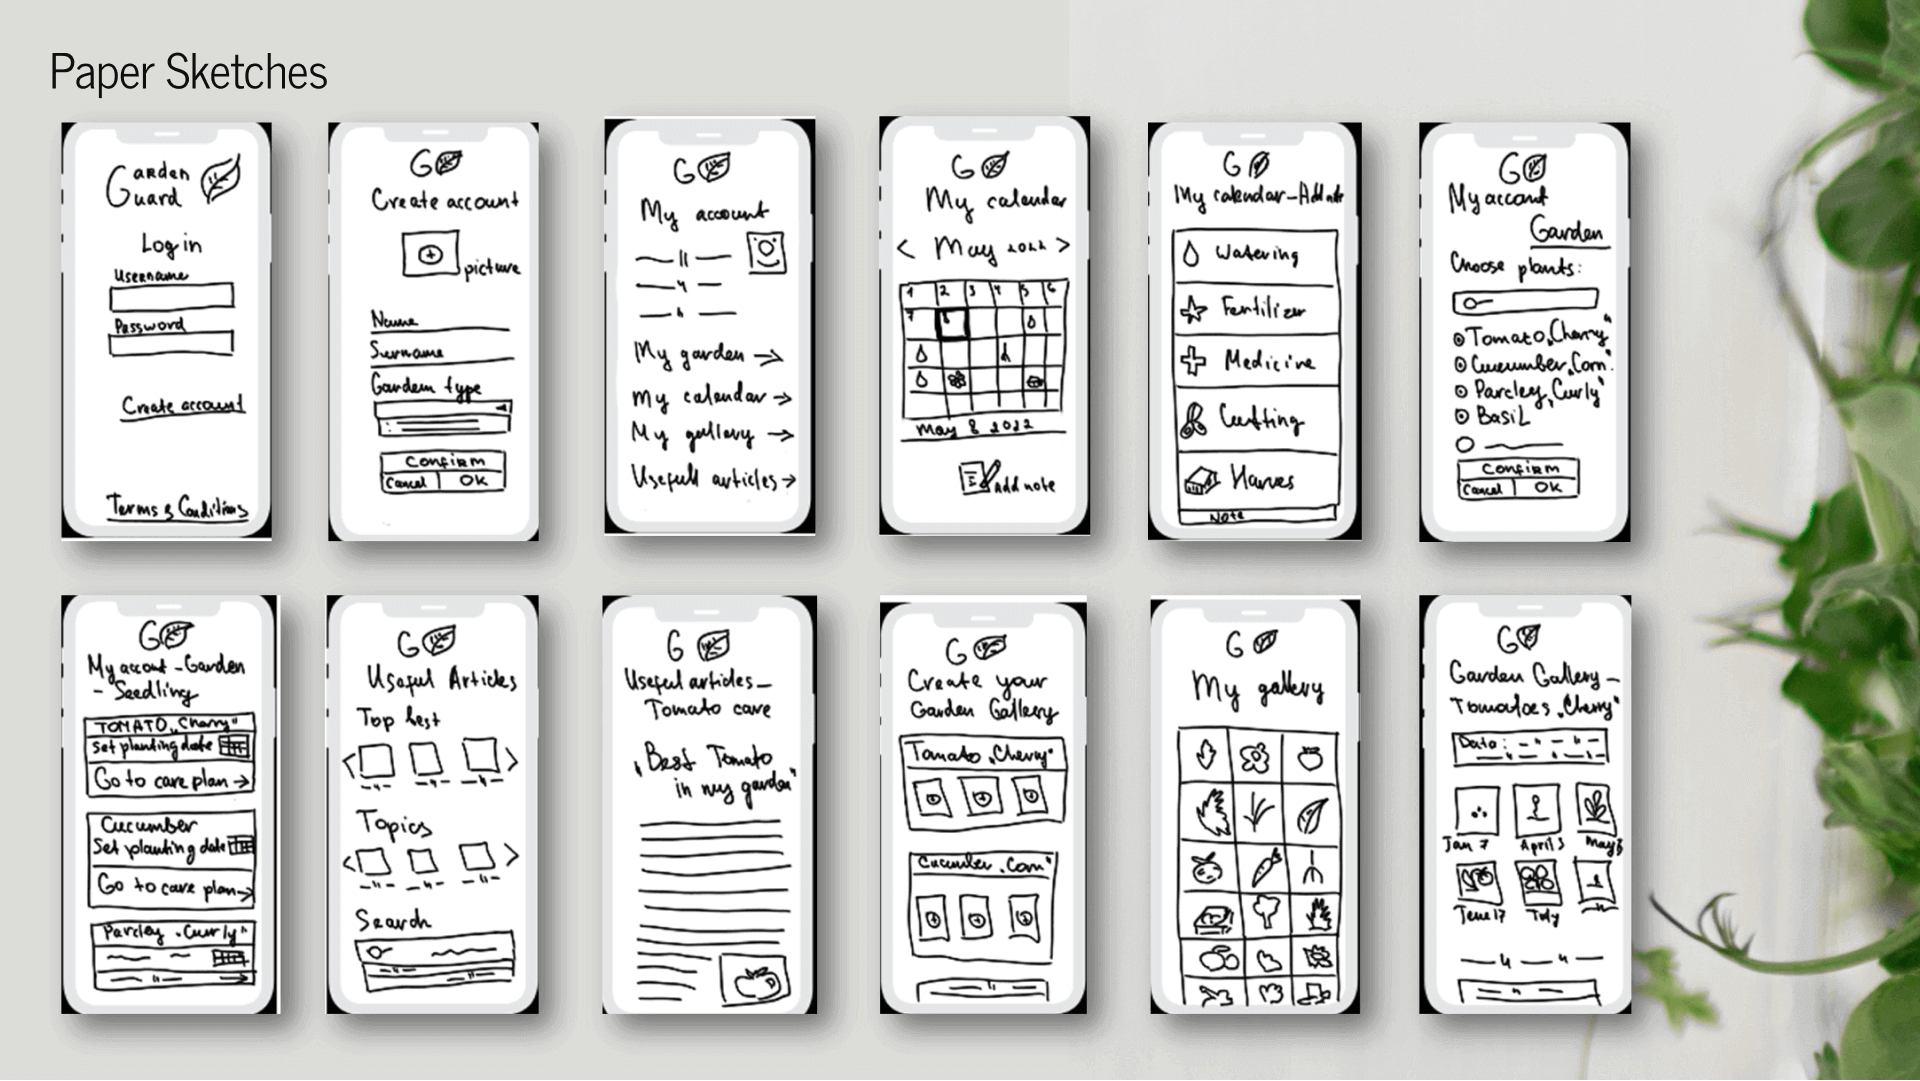 Paper Sketches
Garden
Guard
Log in
Username
Password
Create account
Terms & Conditions
G
Create account
picture
Name
Surname
Garden type
Confirm
Cancel OK
G
My account
My garden →
My calendar →
My gallery →
Usefull articles →
G
My calendar
< May 2022 >
1 2 3 4 5 6
7
May 8 2022
Add note
G
My calendar - Add note
Watering
Fertilizer
Medicine
Cutting
Harves
Note
G
My accont
Garden
Choose plants:
Tomato „Cherry"
Cucumber „Corn"
Parcley „Curly"
Basil
Confirm
Cancel OK
G
My accont - Garden
- Seedling
TOMATO „Cherry"
Set planting date
Go to care plan →
Cucumber
Set planting date
Go to care plan →
Parcley „Curly"
G
Useful Articles
Top best
Topics
Search
G
Useful articles -
Tomato care
„Best Tomato
in my garden"
G
Create your
Garden Gallery
Tomato „Cherry"
Cucumber „Corn"
G
My gallery
G
Garden Gallery -
Tomatoes „Cherry"
Data:
Jan 7 April 3 May 3
June 17 July